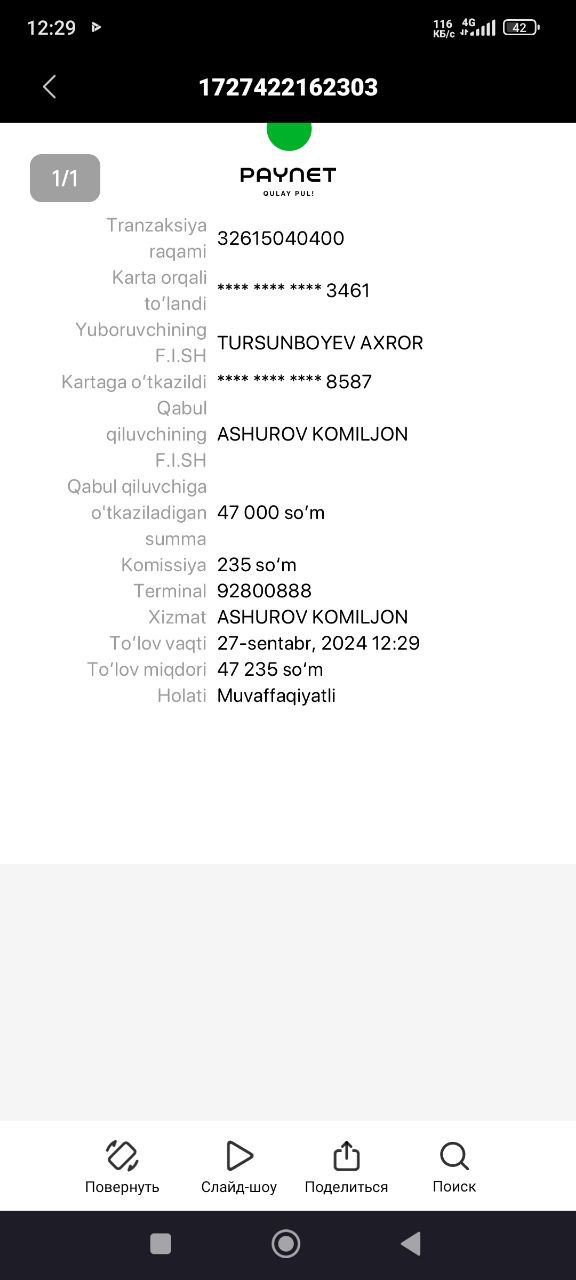 12:29
116
КБ/с
4G
42
1727422162303
1/1
PAYNET
QULAY PUL!
Tranzaksiya
raqami
32615040400
Karta orqali
to‘landi
**** **** **** 3461
Yuboruvchining
F.I.SH
TURSUNBOYEV AXROR
Kartaga o‘tkazildi
**** **** **** 8587
Qabul
qiluvchining
F.I.SH
ASHUROV KOMILJON
Qabul qiluvchiga
o'tkaziladigan
summa
47 000 so‘m
Komissiya
235 so‘m
Terminal
92800888
Xizmat
ASHUROV KOMILJON
To‘lov vaqti
27-sentabr, 2024 12:29
To‘lov miqdori
47 235 so‘m
Holati
Muvaffaqiyatli
Повернуть
Слайд-шоу
Поделиться
Поиск